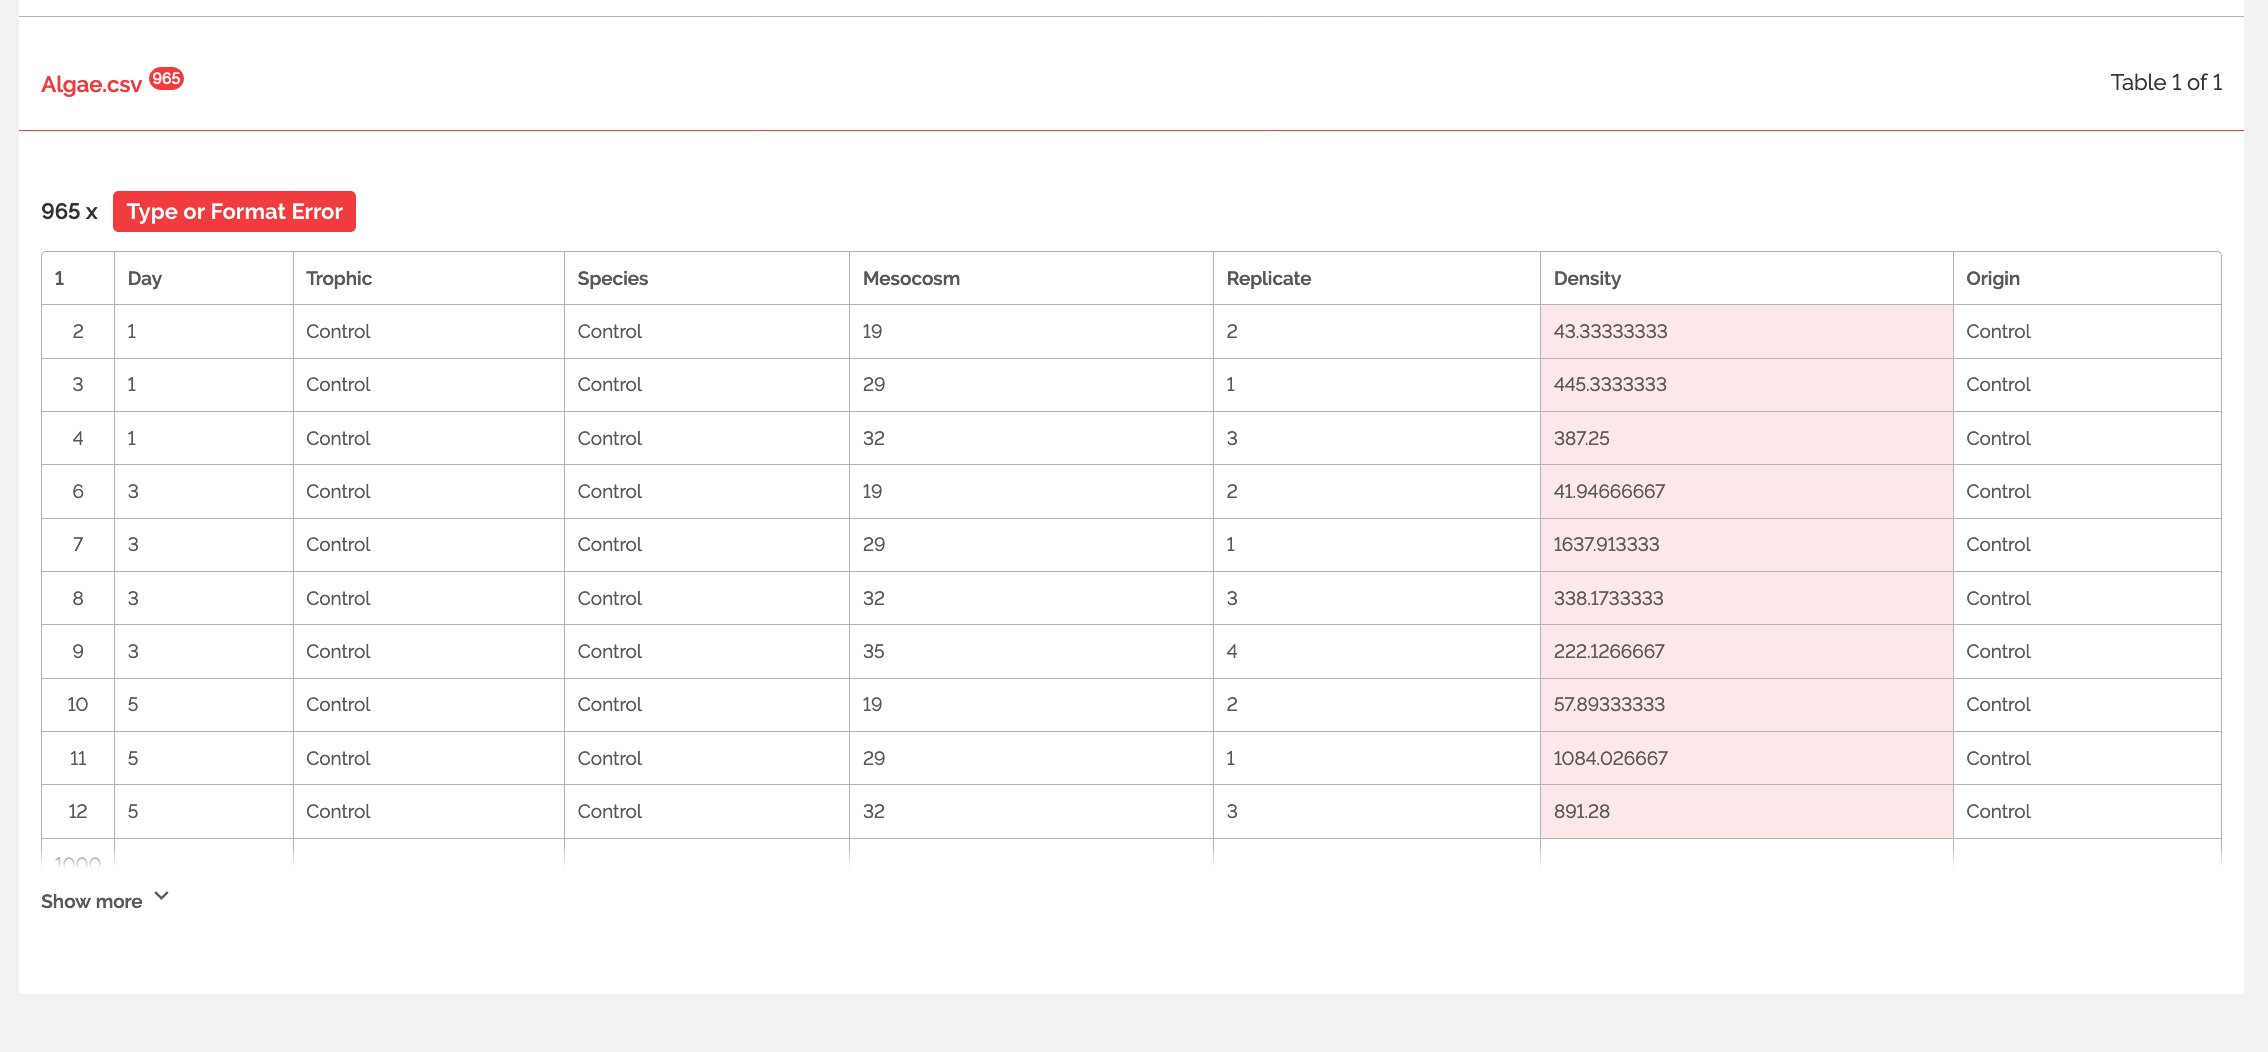 Algae.csv 965
Table 1 of 1
965 x Type or Format Error
1 Day Trophic Species Mesocosm Replicate Density Origin
2 1 Control Control 19 2 43.33333333 Control
3 1 Control Control 29 1 445.3333333 Control
4 1 Control Control 32 3 387.25 Control
6 3 Control Control 19 2 41.94666667 Control
7 3 Control Control 29 1 1637.913333 Control
8 3 Control Control 32 3 338.1733333 Control
9 3 Control Control 35 4 222.1266667 Control
10 5 Control Control 19 2 57.89333333 Control
11 5 Control Control 29 1 1084.026667 Control
12 5 Control Control 32 3 891.28 Control
1000
Show more